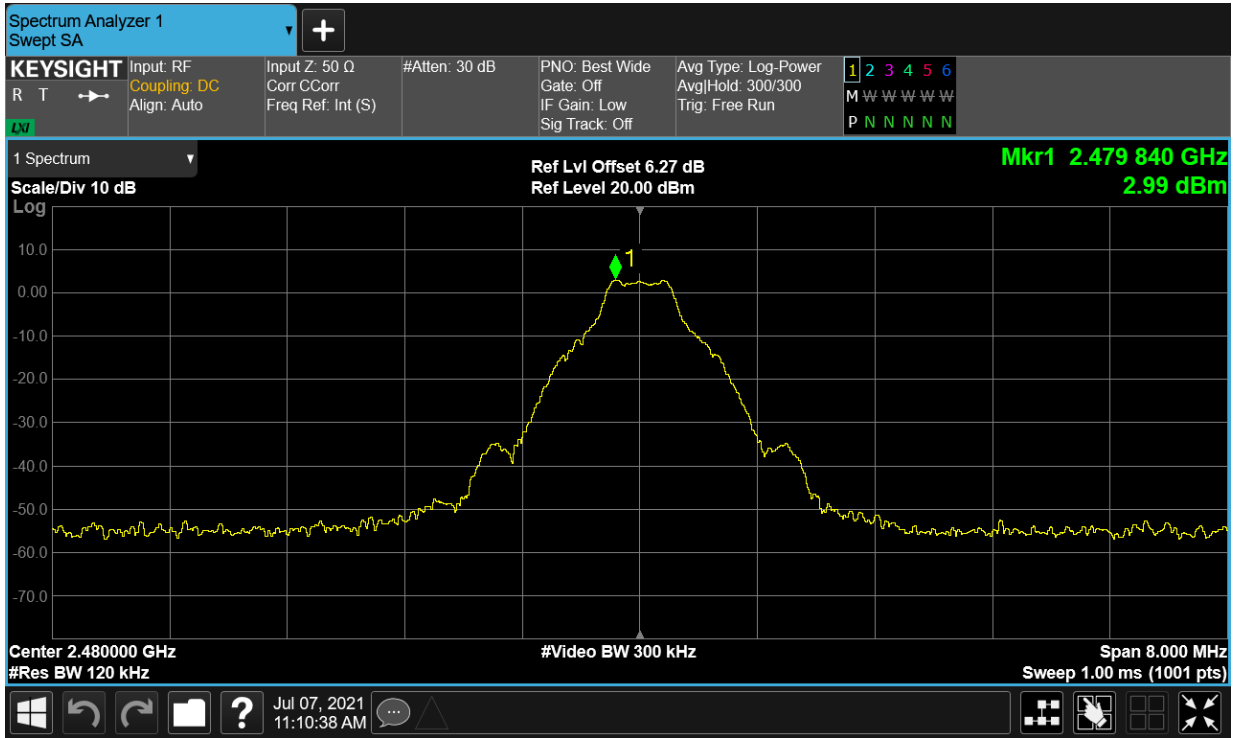 Spectrum Analyzer 1
Swept SA
KEYSIGHT
R T
LXI
Input: RF
Coupling: DC
Align: Auto
Input Z: 50 Ω
Corr CCorr
Freq Ref: Int (S)
#Atten: 30 dB
PNO: Best Wide
Gate: Off
IF Gain: Low
Sig Track: Off
Avg Type: Log-Power
Avg|Hold: 300/300
Trig: Free Run
1 2 3 4 5 6
M W W W W W
P N N N N N
1 Spectrum
Scale/Div 10 dB
Log
Ref Lvl Offset 6.27 dB
Ref Level 20.00 dBm
Mkr1 2.479 840 GHz
2.99 dBm
1
10.0
0.00
-10.0
-20.0
-30.0
-40.0
-50.0
-60.0
-70.0
Center 2.480000 GHz
#Res BW 120 kHz
#Video BW 300 kHz
Span 8.000 MHz
Sweep 1.00 ms (1001 pts)
?
Jul 07, 2021
11:10:38 AM